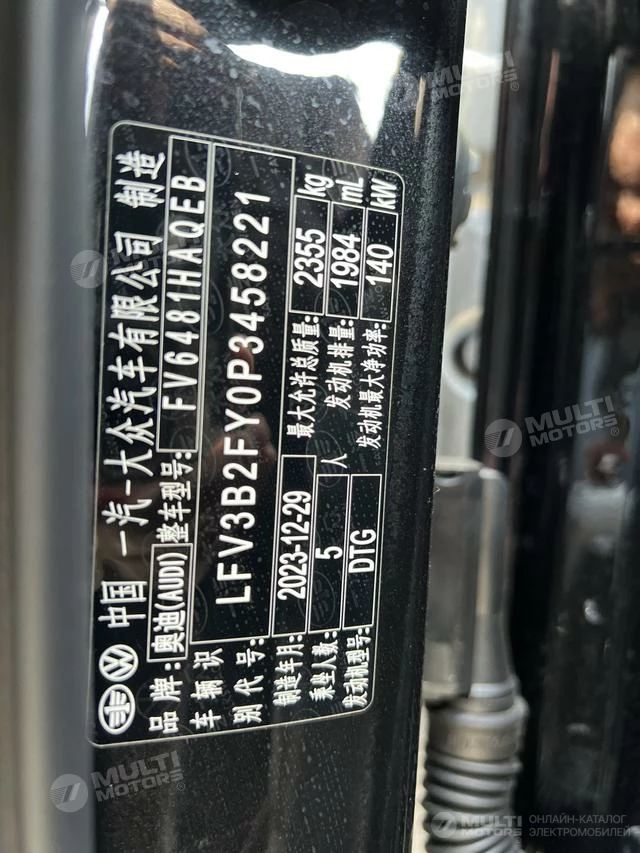 中国 一汽-大众汽车有限公司 制造
品牌: 奥迪(AUDI) 整车型号: FV6481HAQEB
车辆识别代号: LFV3B2FY0P3458221
制造年月: 2023-12-29 最大允许总质量: 2355 kg
乘坐人数: 5 人 发动机排量: 1984 mL
发动机型号: DTG 发动机最大净功率: 140 kW
MULTI MOTORS
MULTI MOTORS
MULTI MOTORS
MULTI MOTORS ОНЛАЙН-КАТАЛОГ ЭЛЕКТРОМОБИЛЕЙ